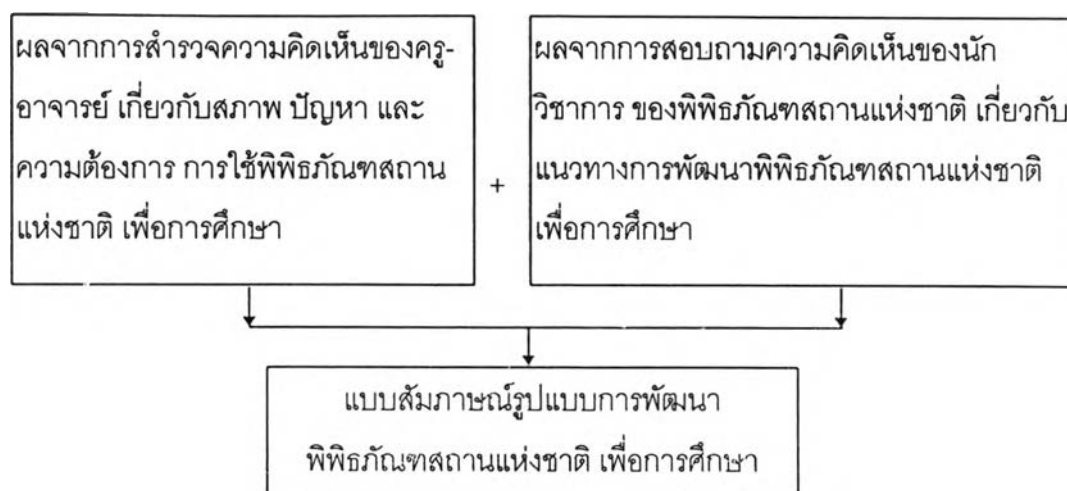 ผลจากการสำรวจความคิดเห็นของครู-
อาจารย์ เกี่ยวกับสภาพ ปัญหา และ
ความต้องการ การใช้พิพิธภัณฑสถาน
แห่งชาติ เพื่อการศึกษา
+
ผลจากการสอบถามความคิดเห็นของนัก
วิชาการ ของพิพิธภัณฑสถานแห่งชาติ เกี่ยวกับ
แนวทางการพัฒนาพิพิธภัณฑสถานแห่งชาติ
เพื่อการศึกษา
แบบสัมภาษณ์รูปแบบการพัฒนา
พิพิธภัณฑสถานแห่งชาติ เพื่อการศึกษา